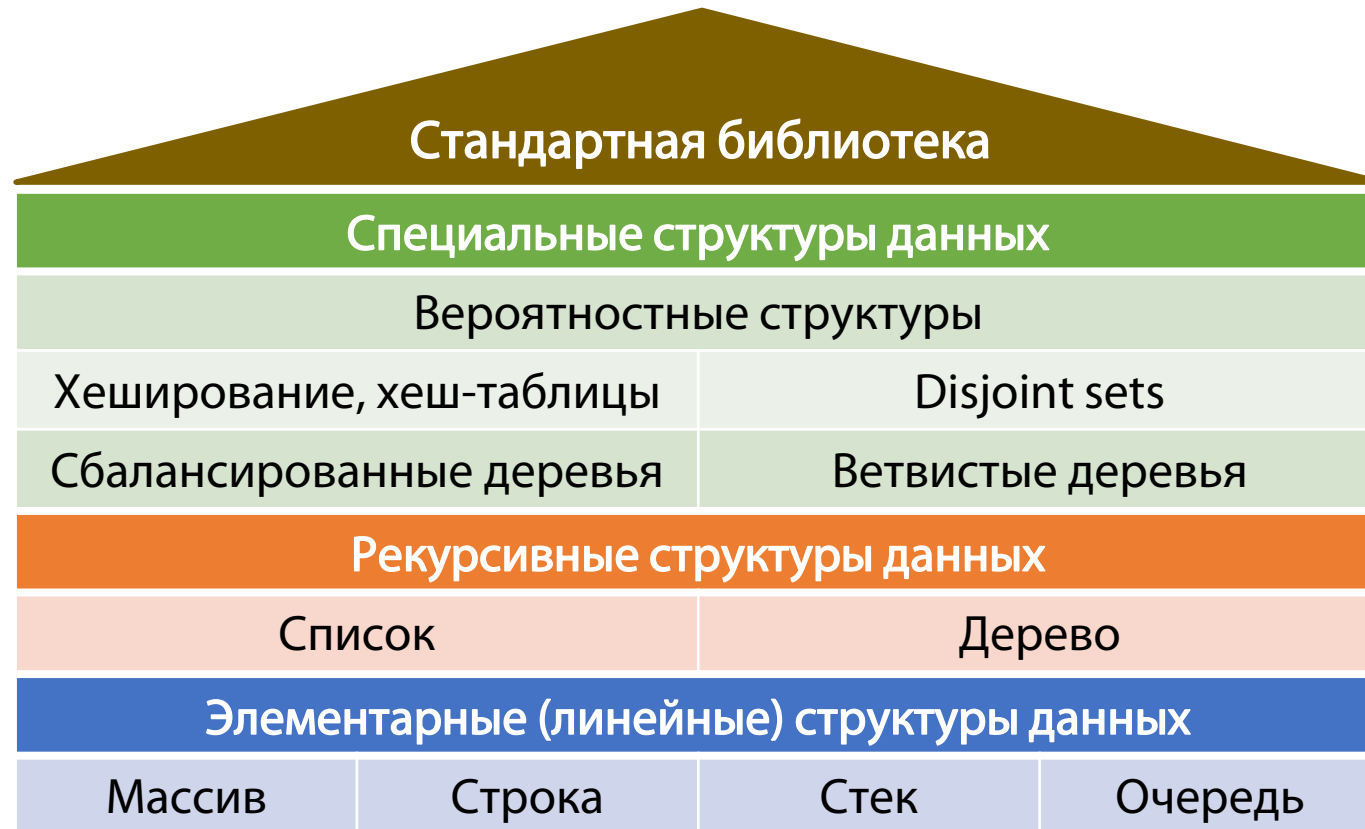 Стандартная библиотека
Специальные структуры данных
Вероятностные структуры
Хеширование, хеш-таблицы
Disjoint sets
Сбалансированные деревья
Ветвистые деревья
Рекурсивные структуры данных
Список
Дерево
Элементарные (линейные) структуры данных
Массив
Строка
Стек
Очередь